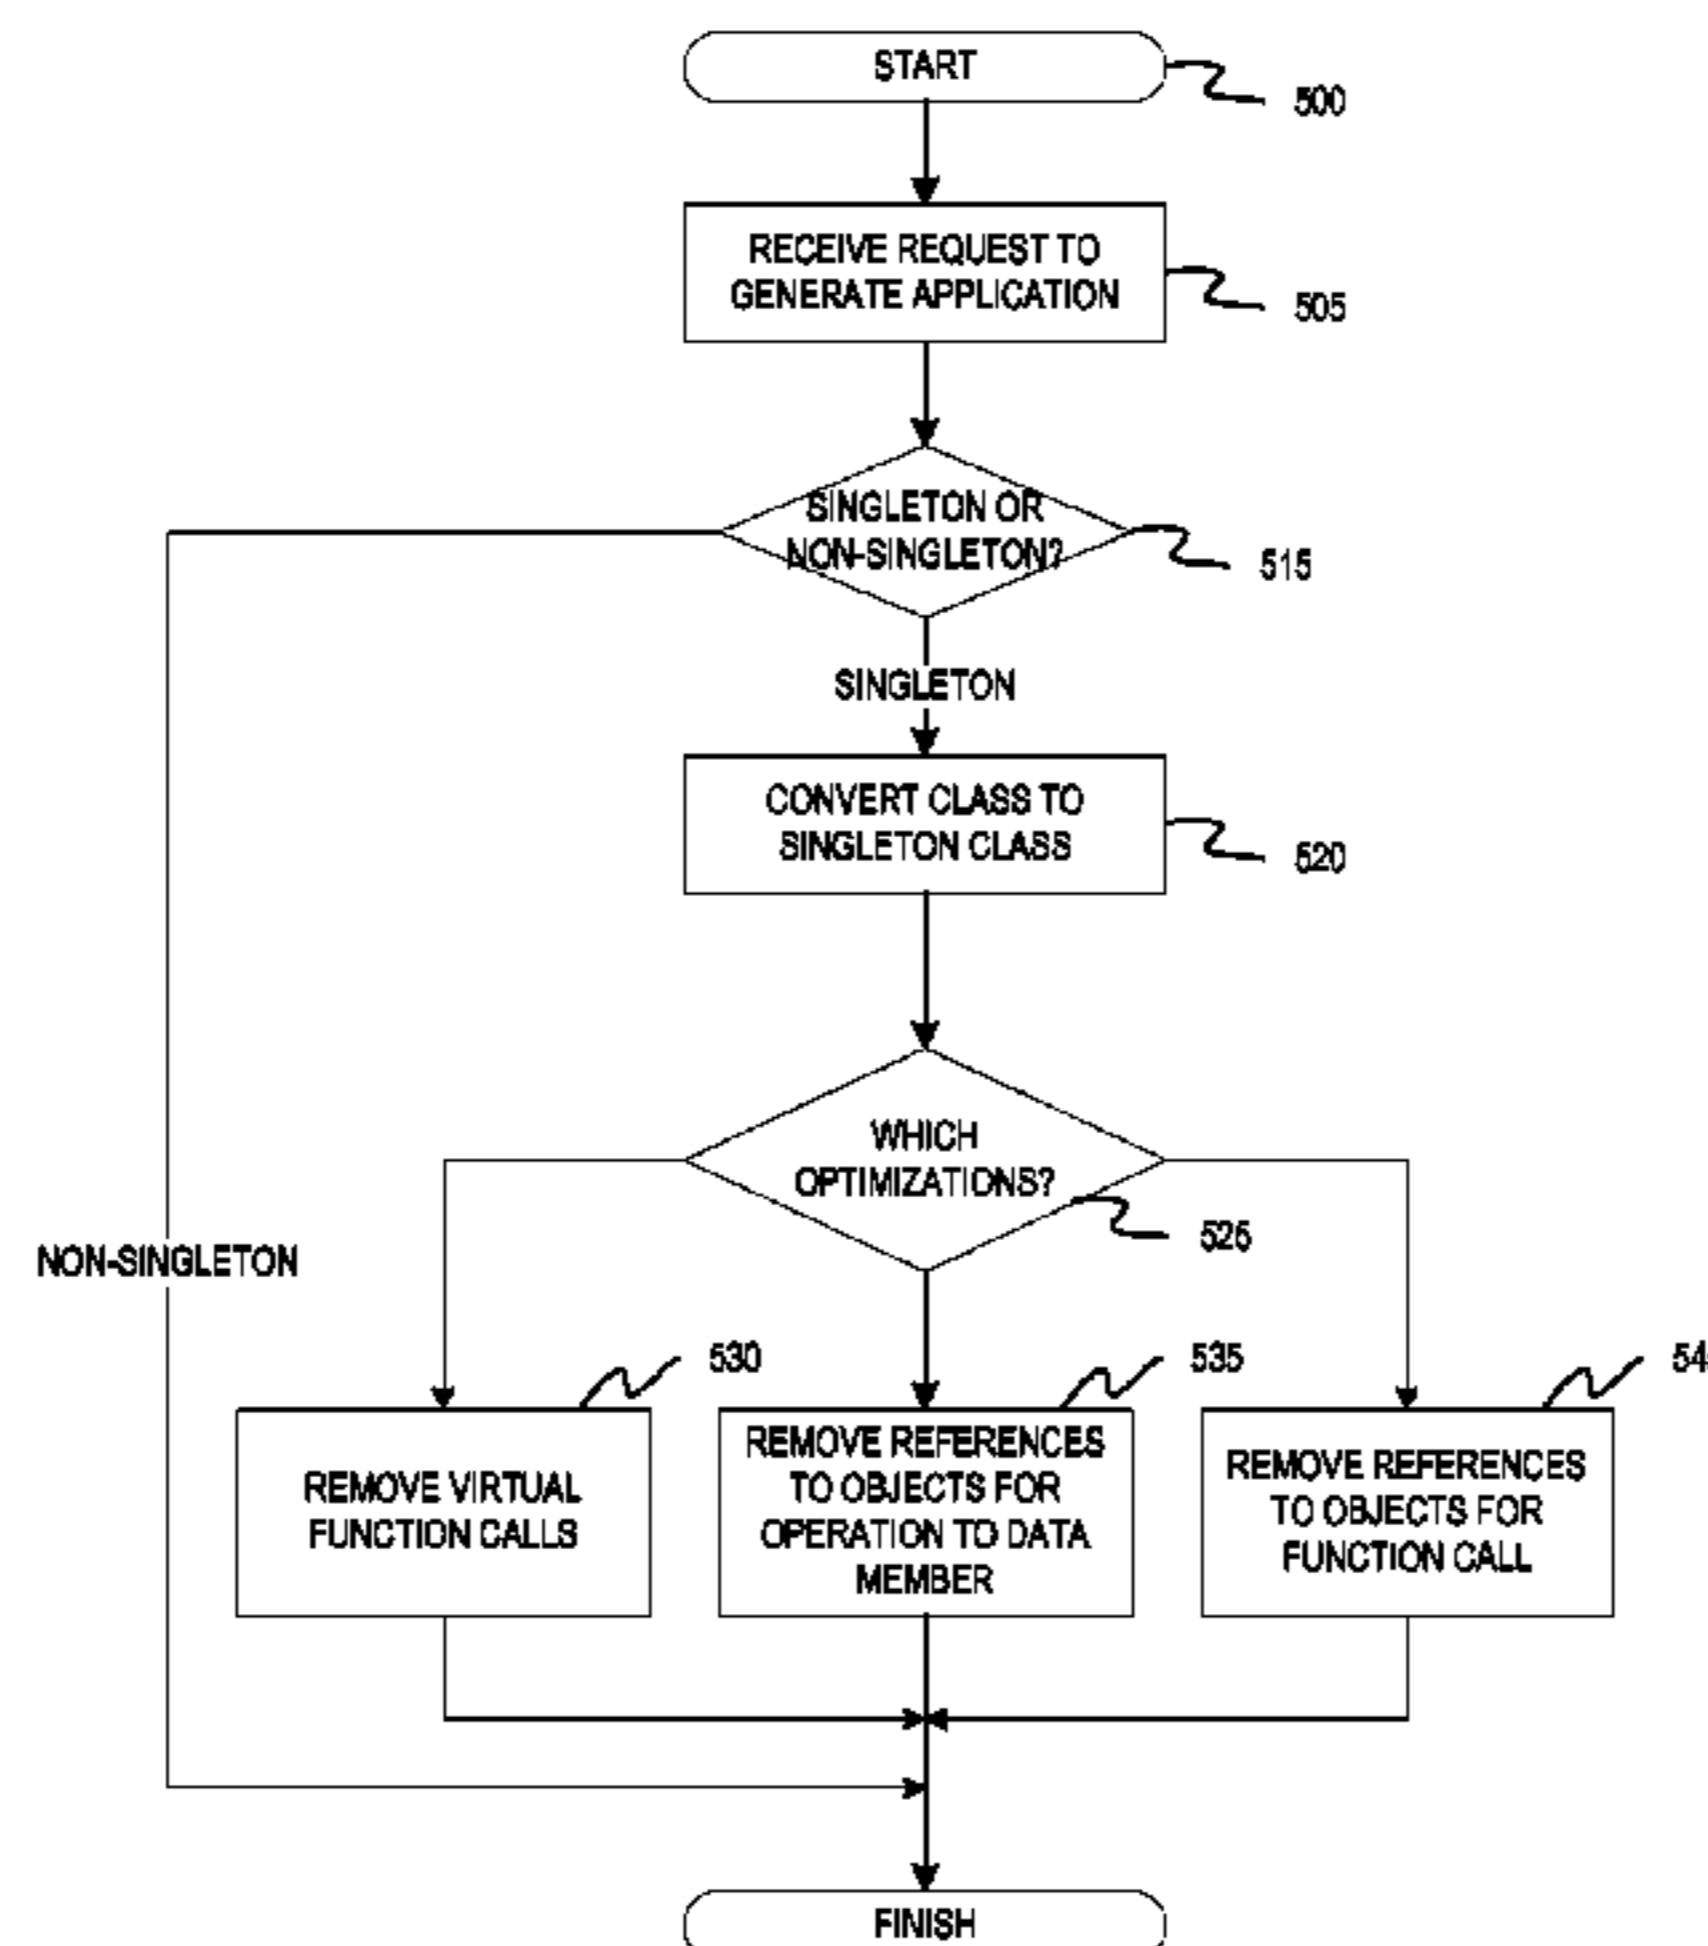 START
500
RECEIVE REQUEST TO
GENERATE APPLICATION
505
SINGLETON OR
NON-SINGLETON?
515
SINGLETON
CONVERT CLASS TO
SINGLETON CLASS
520
WHICH
OPTIMIZATIONS?
525
NON-SINGLETON
530
535
54
REMOVE VIRTUAL
FUNCTION CALLS
REMOVE REFERENCES
TO OBJECTS FOR
OPERATION TO DATA
MEMBER
REMOVE REFERENCES
TO OBJECTS FOR
FUNCTION CALL
FINISH